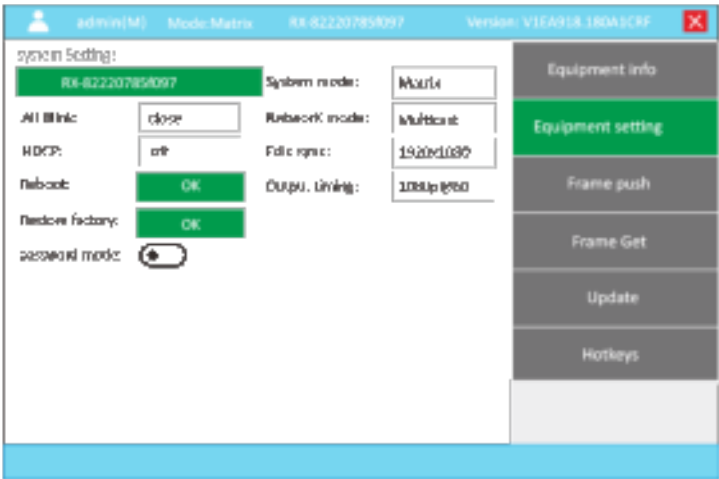 admin(M) Mode:Matrix RX-82220785f097 Version: V1EA918.180A1CRF
system Setting:
RX-82220785f097
System mode: Matrix
All Blink: close
Network mode: Multicast
HDCP: off
Edid sync: 1920x1080
Reboot: OK
Output timing: 1080p@60
Restore factory: OK
password mode:
Equipment info
Equipment setting
Frame push
Frame Get
Update
Hotkeys